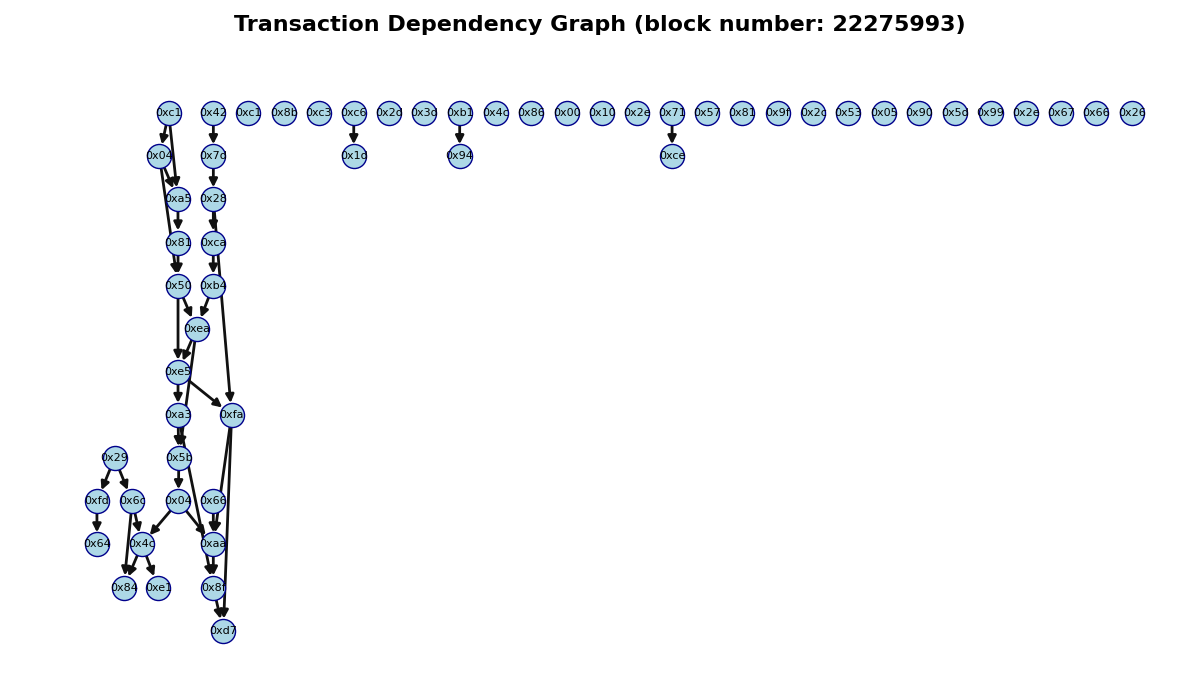 Transaction Dependency Graph (block number: 22275993)
0xc1 0x42 0xc1 0x8b 0xc3 0xc6 0x2d 0x3d 0xb1 0x4c 0x86 0x00 0x10 0x2e 0x71 0x57 0x81 0x9f 0x2c 0x53 0x05 0x90 0x5d 0x99 0x2e 0x67 0x66 0x26
0x04 0x7d 0x1d 0x94 0xce
0xa5 0x28
0x81 0xca
0x50 0xb4
0xea
0xe5
0xa3 0xfa
0x29 0x5b
0xfd 0x6c 0x04 0x66
0x64 0x4c 0xaa
0x84 0xe1 0x8f
0xd7